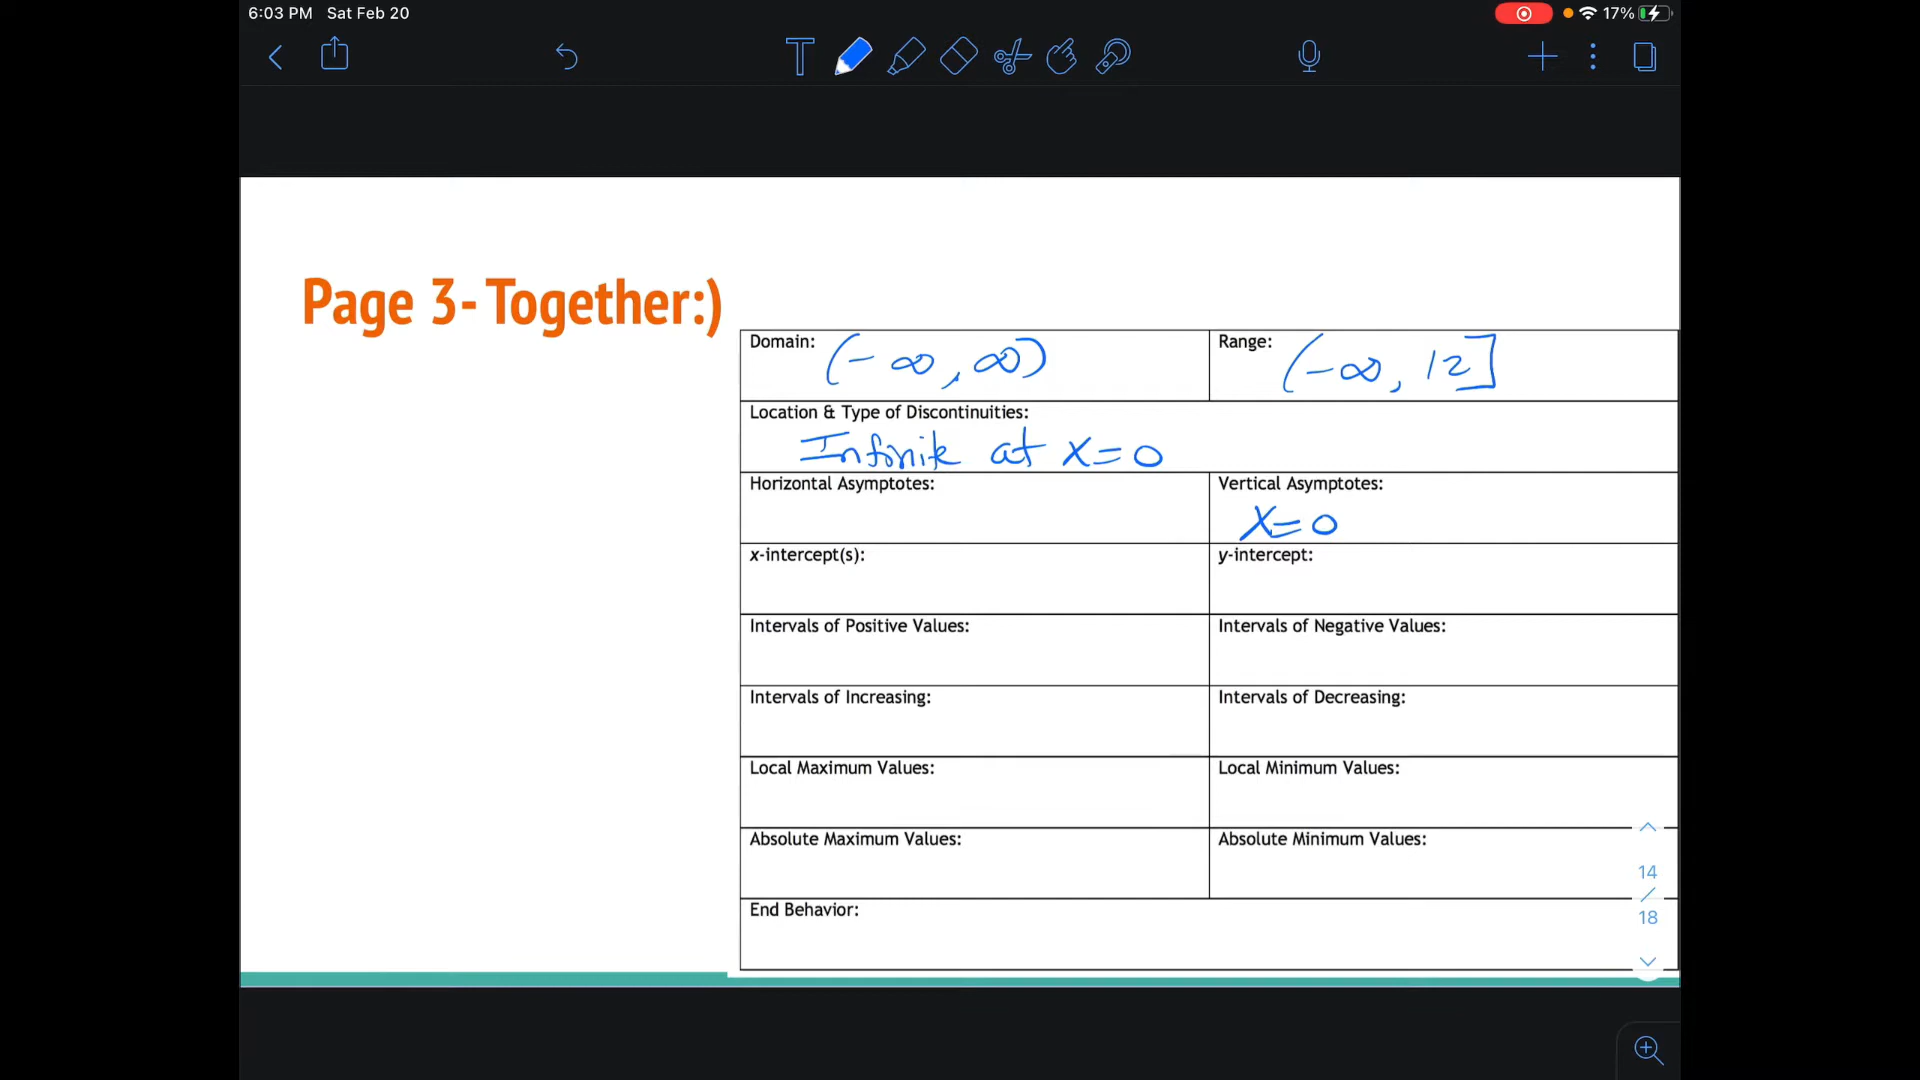 6:03 PM Sat Feb 20
17%
Page 3- Together:)
Domain: (-∞, ∞)
Range: (-∞, 12]
Location & Type of Discontinuities:
Infinite at x=0
Horizontal Asymptotes:
Vertical Asymptotes:
x=0
x-intercept(s):
y-intercept:
Intervals of Positive Values:
Intervals of Negative Values:
Intervals of Increasing:
Intervals of Decreasing:
Local Maximum Values:
Local Minimum Values:
Absolute Maximum Values:
Absolute Minimum Values:
14
/
18
End Behavior: